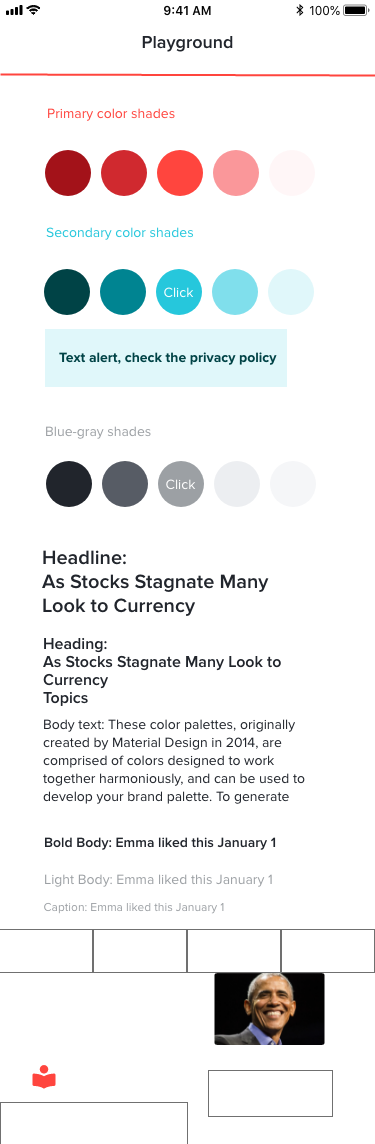 9:41 AM
100%
Playground
Primary color shades
Secondary color shades
Click
Text alert, check the privacy policy
Blue-gray shades
Click
Headline:
As Stocks Stagnate Many
Look to Currency
Heading:
As Stocks Stagnate Many Look to
Currency
Topics
Body text: These color palettes, originally
created by Material Design in 2014, are
comprised of colors designed to work
together harmoniously, and can be used to
develop your brand palette. To generate
Bold Body: Emma liked this January 1
Light Body: Emma liked this January 1
Caption: Emma liked this January 1